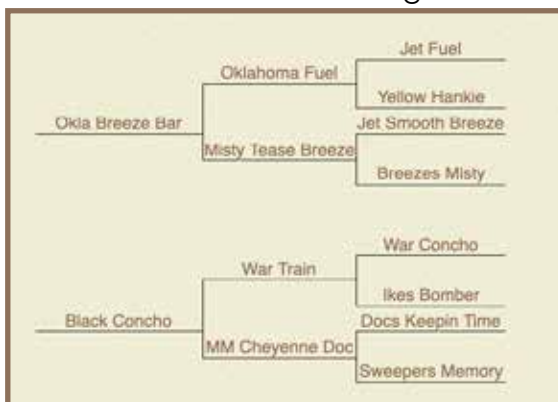 Jet Fuel
Oklahoma Fuel
Yellow Hankie
Okla Breeze Bar
Jet Smooth Breeze
Misty Tease Breeze
Breezes Misty
War Concho
War Train
Ikes Bomber
Black Concho
Docs Keepin Time
MM Cheyenne Doc
Sweepers Memory